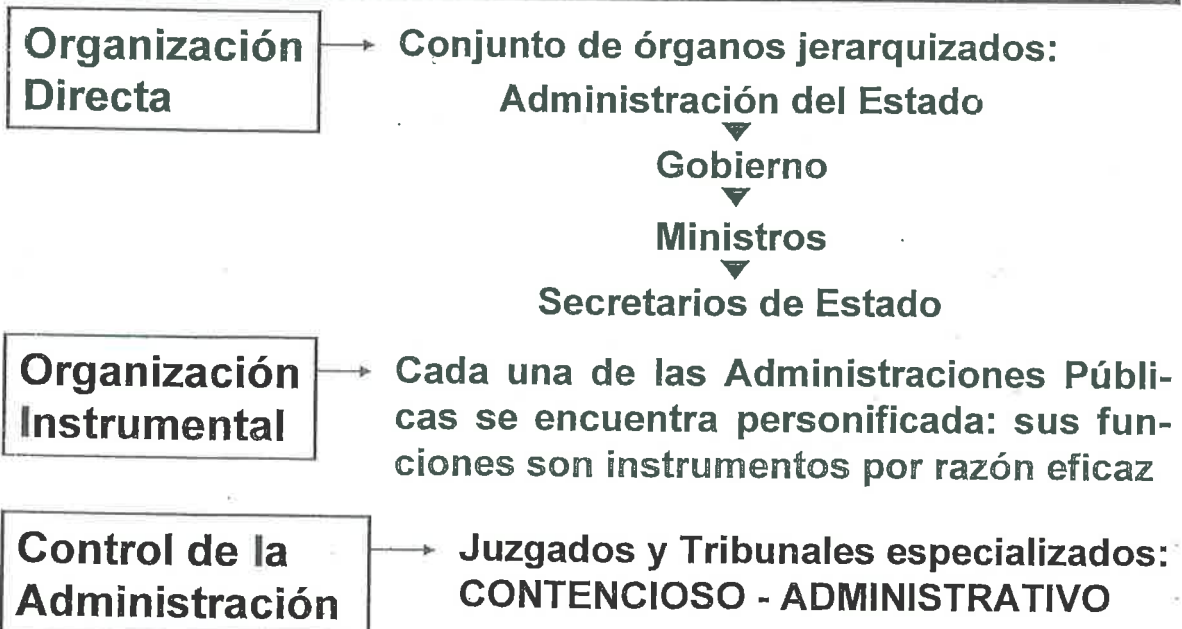 Organización
Directa
Conjunto de órganos jerarquizados:
Administración del Estado
Gobierno
Ministros
Secretarios de Estado
Organización
Instrumental
Cada una de las Administraciones Públi-
cas se encuentra personificada: sus fun-
ciones son instrumentos por razón eficaz
Control de la
Administración
Juzgados y Tribunales especializados:
CONTENCIOSO - ADMINISTRATIVO